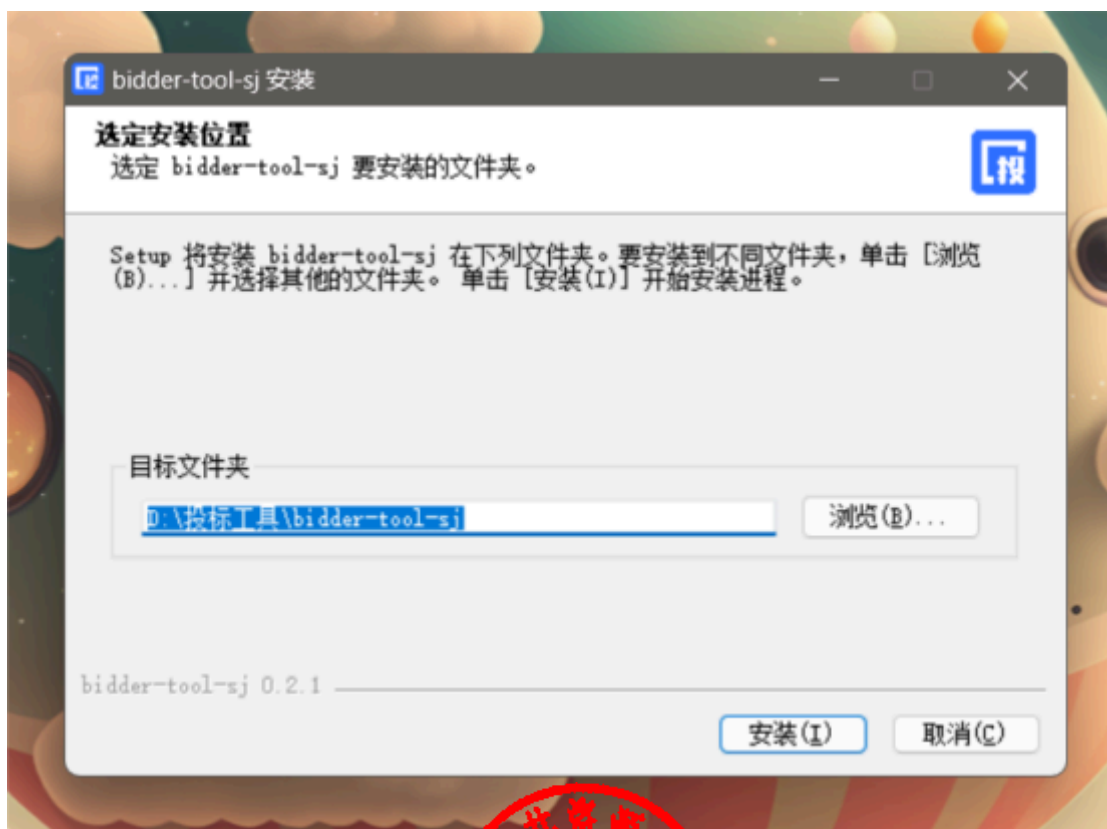 bidder-tool-sj 安装
选定安装位置
选定 bidder-tool-sj 要安装的文件夹。
投
Setup 将安装 bidder-tool-sj 在下列文件夹。要安装到不同文件夹，单击 [浏览
(B)...] 并选择其他的文件夹。 单击 [安装(I)] 开始安装进程。
目标文件夹
D:\投标工具\bidder-tool-sj
浏览(B)...
bidder-tool-sj 0.2.1
安装(I)
取消(C)